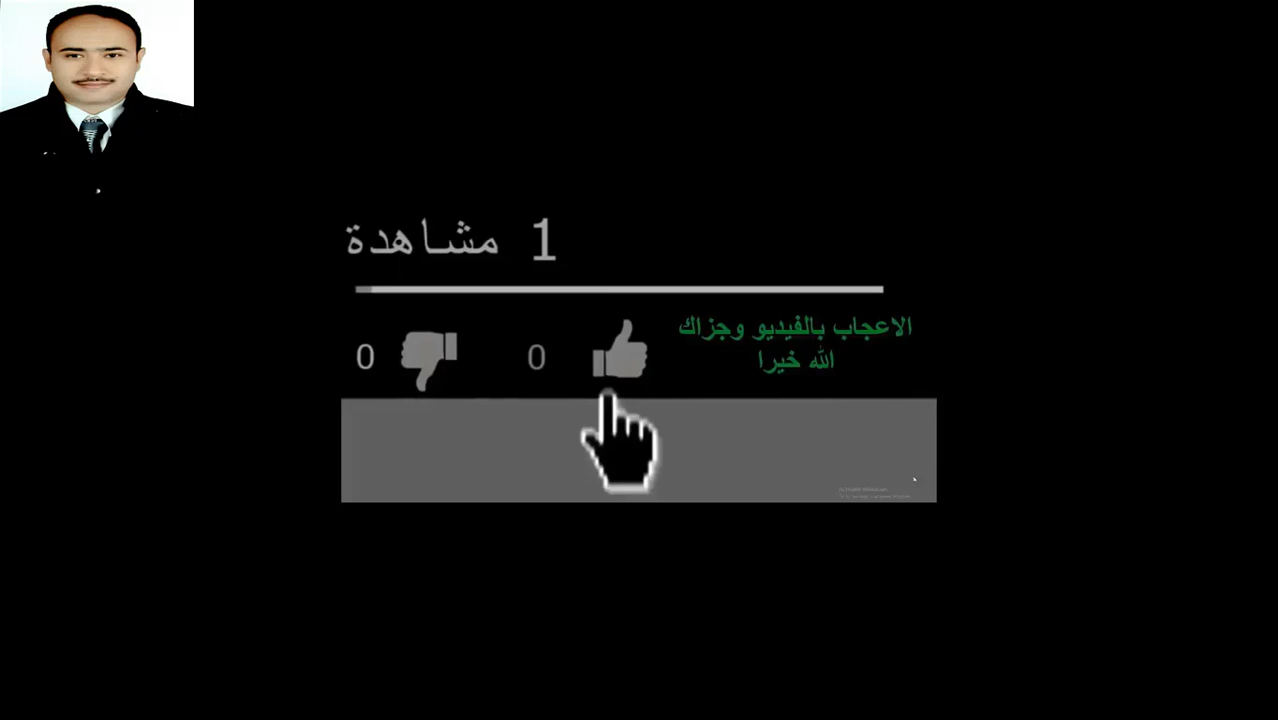 1 مشاهدة
الاعجاب بالفيديو وجزاك
الله خيرا
0
0